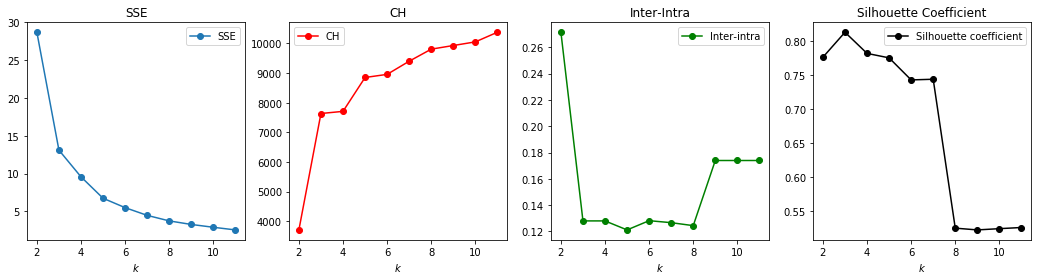 SSE
CH
Inter-Intra
Silhouette Coefficient
SSE
CH
Inter-intra
Silhouette coefficient
30
25
20
15
10
5
2 4 6 8 10
k
10000
9000
8000
7000
6000
5000
4000
2 4 6 8 10
k
0.26
0.24
0.22
0.20
0.18
0.16
0.14
0.12
2 4 6 8 10
k
0.80
0.75
0.70
0.65
0.60
0.55
2 4 6 8 10
k